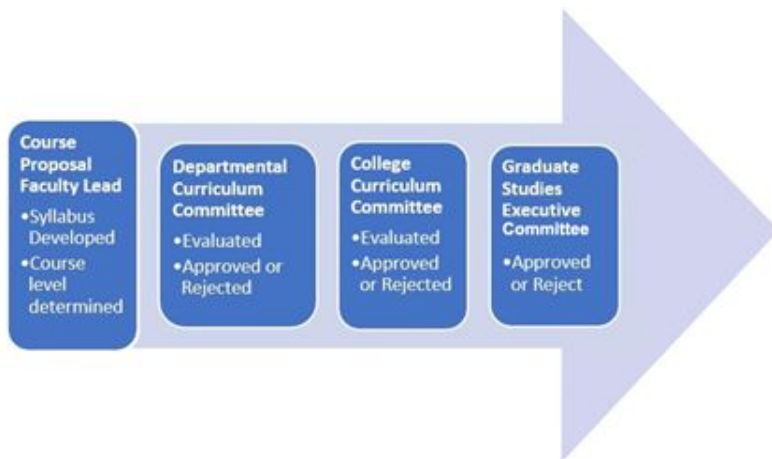 Course
Proposal
Faculty Lead
•Syllabus
Developed
•Course
level
determined
Departmental
Curriculum
Committee
•Evaluated
•Approved or
Rejected
College
Curriculum
Committee
•Evaluated
•Approved
or Rejected
Graduate
Studies
Executive
Committee
•Approved
or Reject